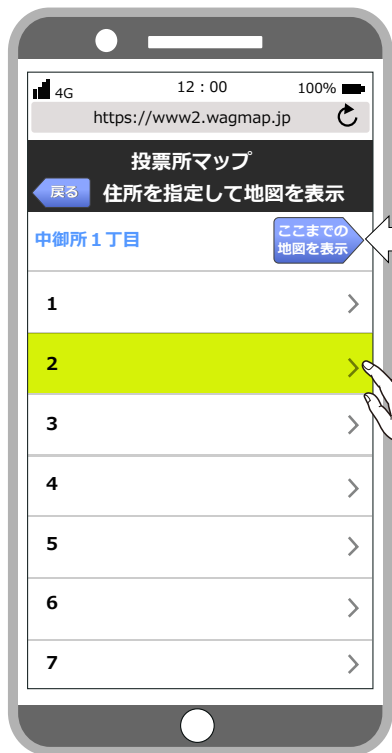 4G 12：00 100%
https://www2.wagmap.jp
投票所マップ
戻る 住所を指定して地図を表示
中御所１丁目 ここまでの
地図を表示
1
2
3
4
5
6
7